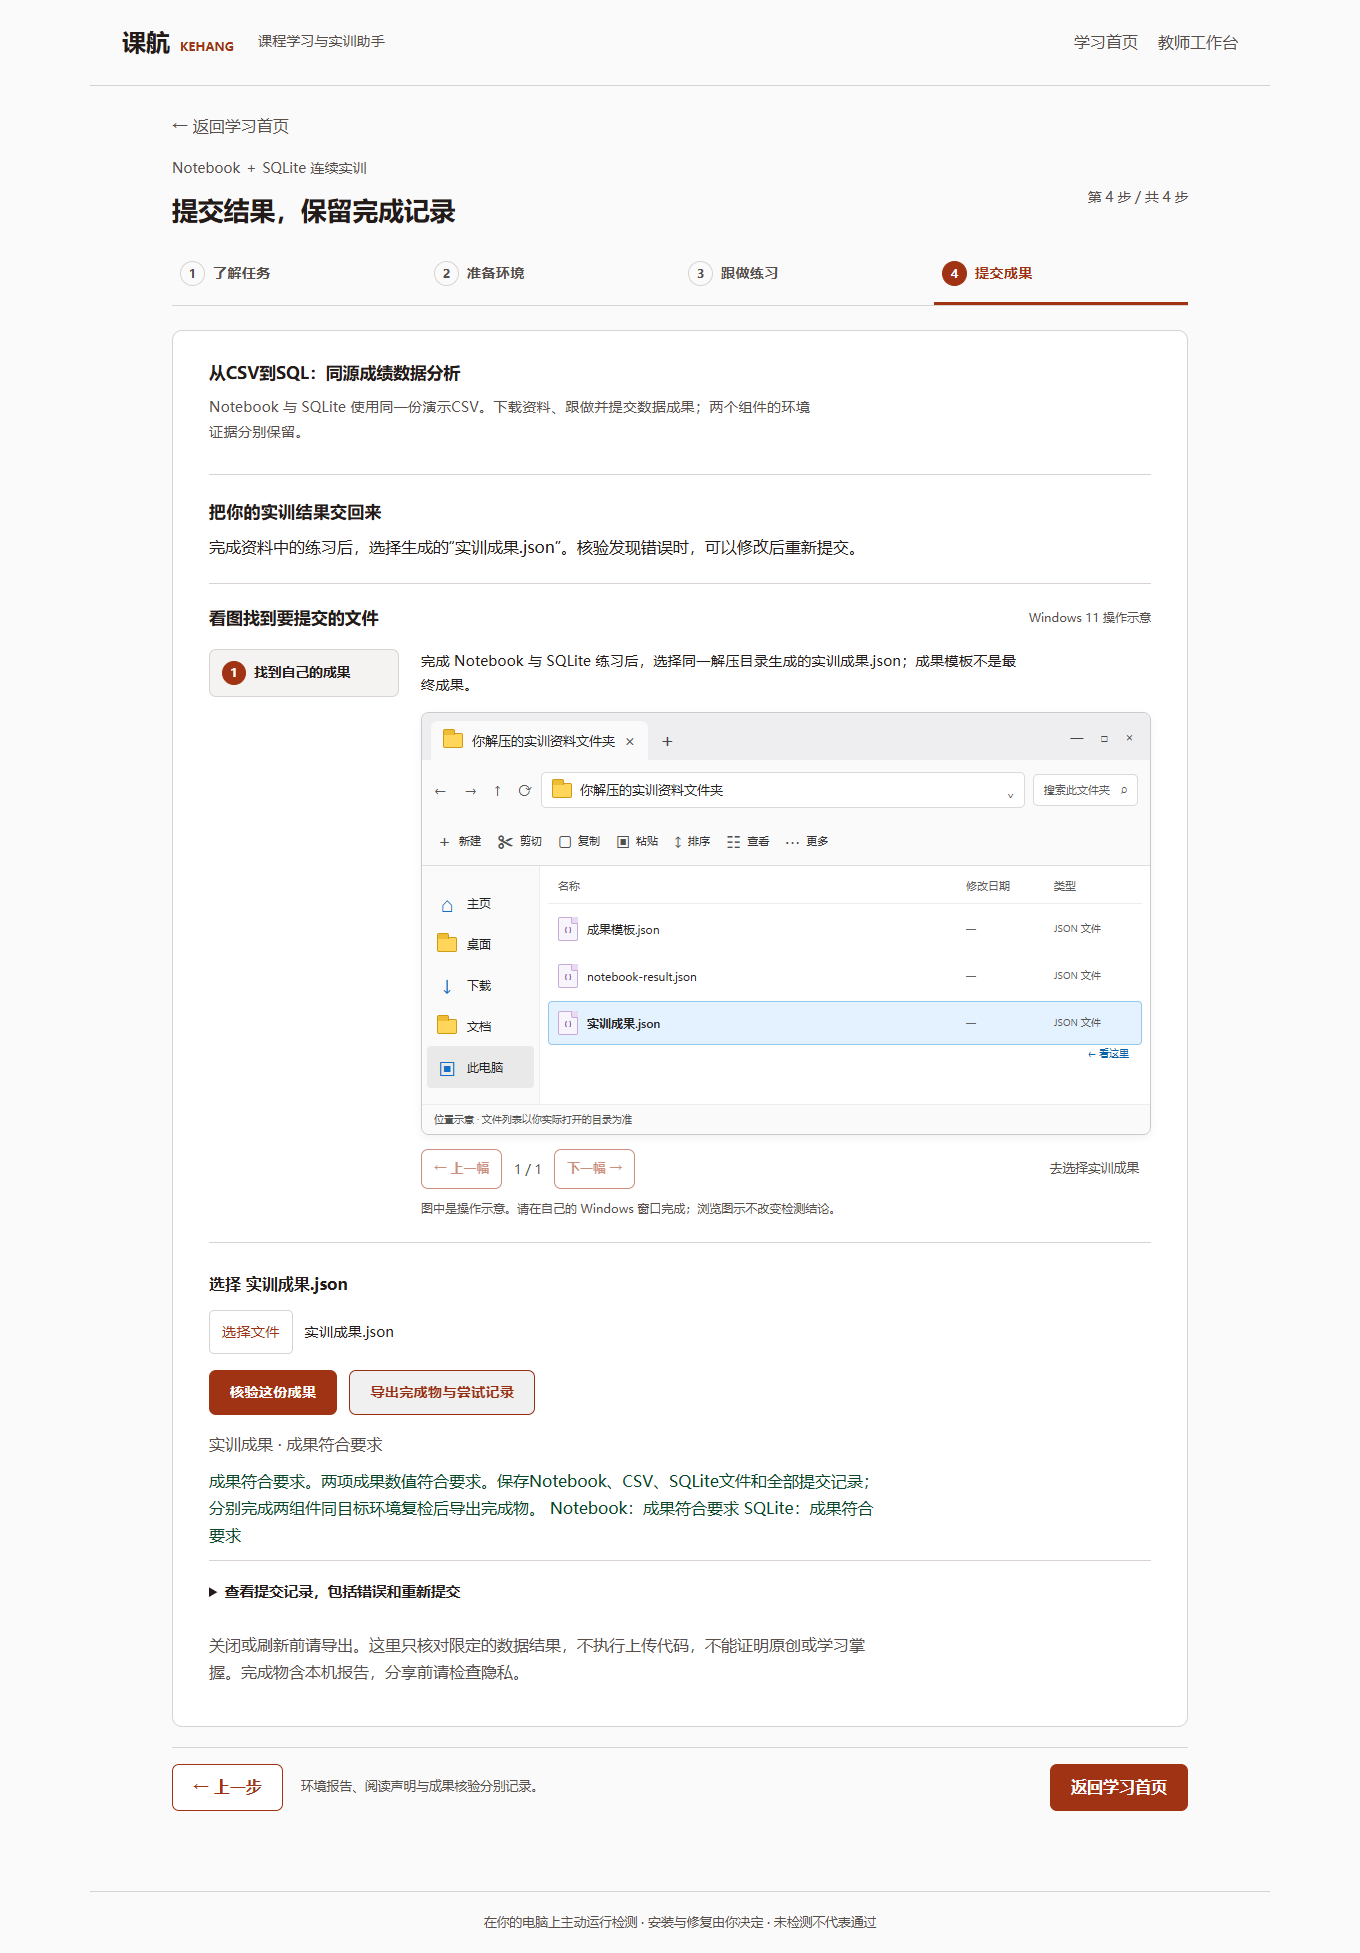 课航 KEHANG 课程学习与实训助手
学习首页 教师工作台
← 返回学习首页
Notebook + SQLite 连续实训
提交结果，保留完成记录
第 4 步 / 共 4 步
1 了解任务
2 准备环境
3 跟做练习
4 提交成果
从CSV到SQL：同源成绩数据分析
Notebook 与 SQLite 使用同一份演示CSV。下载资料、跟做并提交数据成果；两个组件的环境
证据分别保留。
把你的实训结果交回来
完成资料中的练习后，选择生成的“实训成果.json”。核验发现错误时，可以修改后重新提交。
看图找到要提交的文件
Windows 11 操作示意
1 找到自己的成果
完成 Notebook 与 SQLite 练习后，选择同一解压目录生成的实训成果.json；成果模板不是最
终成果。
你解压的实训资料文件夹 × +
— □ ×
← → ↑ ⟳ 你解压的实训资料文件夹
搜索此文件夹 ⌕
+ 新建 剪切 复制 粘贴 排序 查看 … 更多
主页
桌面
下载
文档
此电脑
名称 修改日期 类型
成果模板.json — JSON 文件
notebook-result.json — JSON 文件
实训成果.json — JSON 文件
← 看这里
位置示意 · 文件列表以你实际打开的目录为准
← 上一幅 1 / 1 下一幅 →
去选择实训成果
图中是操作示意。请在自己的 Windows 窗口完成；浏览图示不改变检测结论。
选择 实训成果.json
选择文件 实训成果.json
核验这份成果 导出完成物与尝试记录
实训成果 · 成果符合要求
成果符合要求。两项成果数值符合要求。保存Notebook、CSV、SQLite文件和全部提交记录；
分别完成两组件同目标环境复检后导出完成物。 Notebook：成果符合要求 SQLite：成果符合
要求
▶ 查看提交记录，包括错误和重新提交
关闭或刷新前请导出。这里只核对限定的数据结果，不执行上传代码，不能证明原创或学习掌
握。完成物含本机报告，分享前请检查隐私。
← 上一步 环境报告、阅读声明与成果核验分别记录。
返回学习首页
在你的电脑上主动运行检测 · 安装与修复由你决定 · 未检测不代表通过